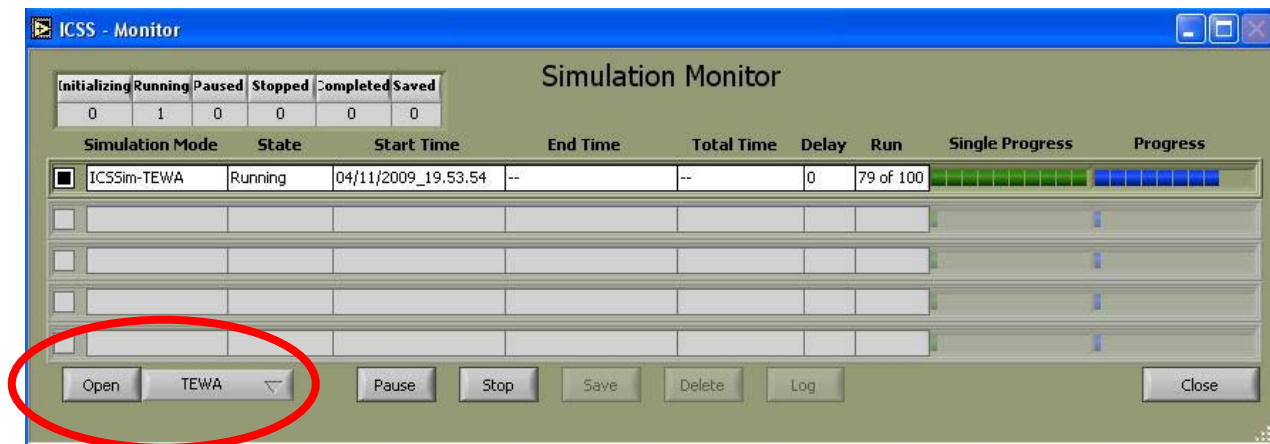 ICSS - Monitor
Simulation Monitor
Initializing Running Paused Stopped Completed Saved
0 1 0 0 0 0
Simulation Mode State Start Time End Time Total Time Delay Run Single Progress Progress
ICSSim-TEWA Running 04/11/2009_19.53.54 -- -- 0 79 of 100
Open TEWA Pause Stop Save Delete Log Close